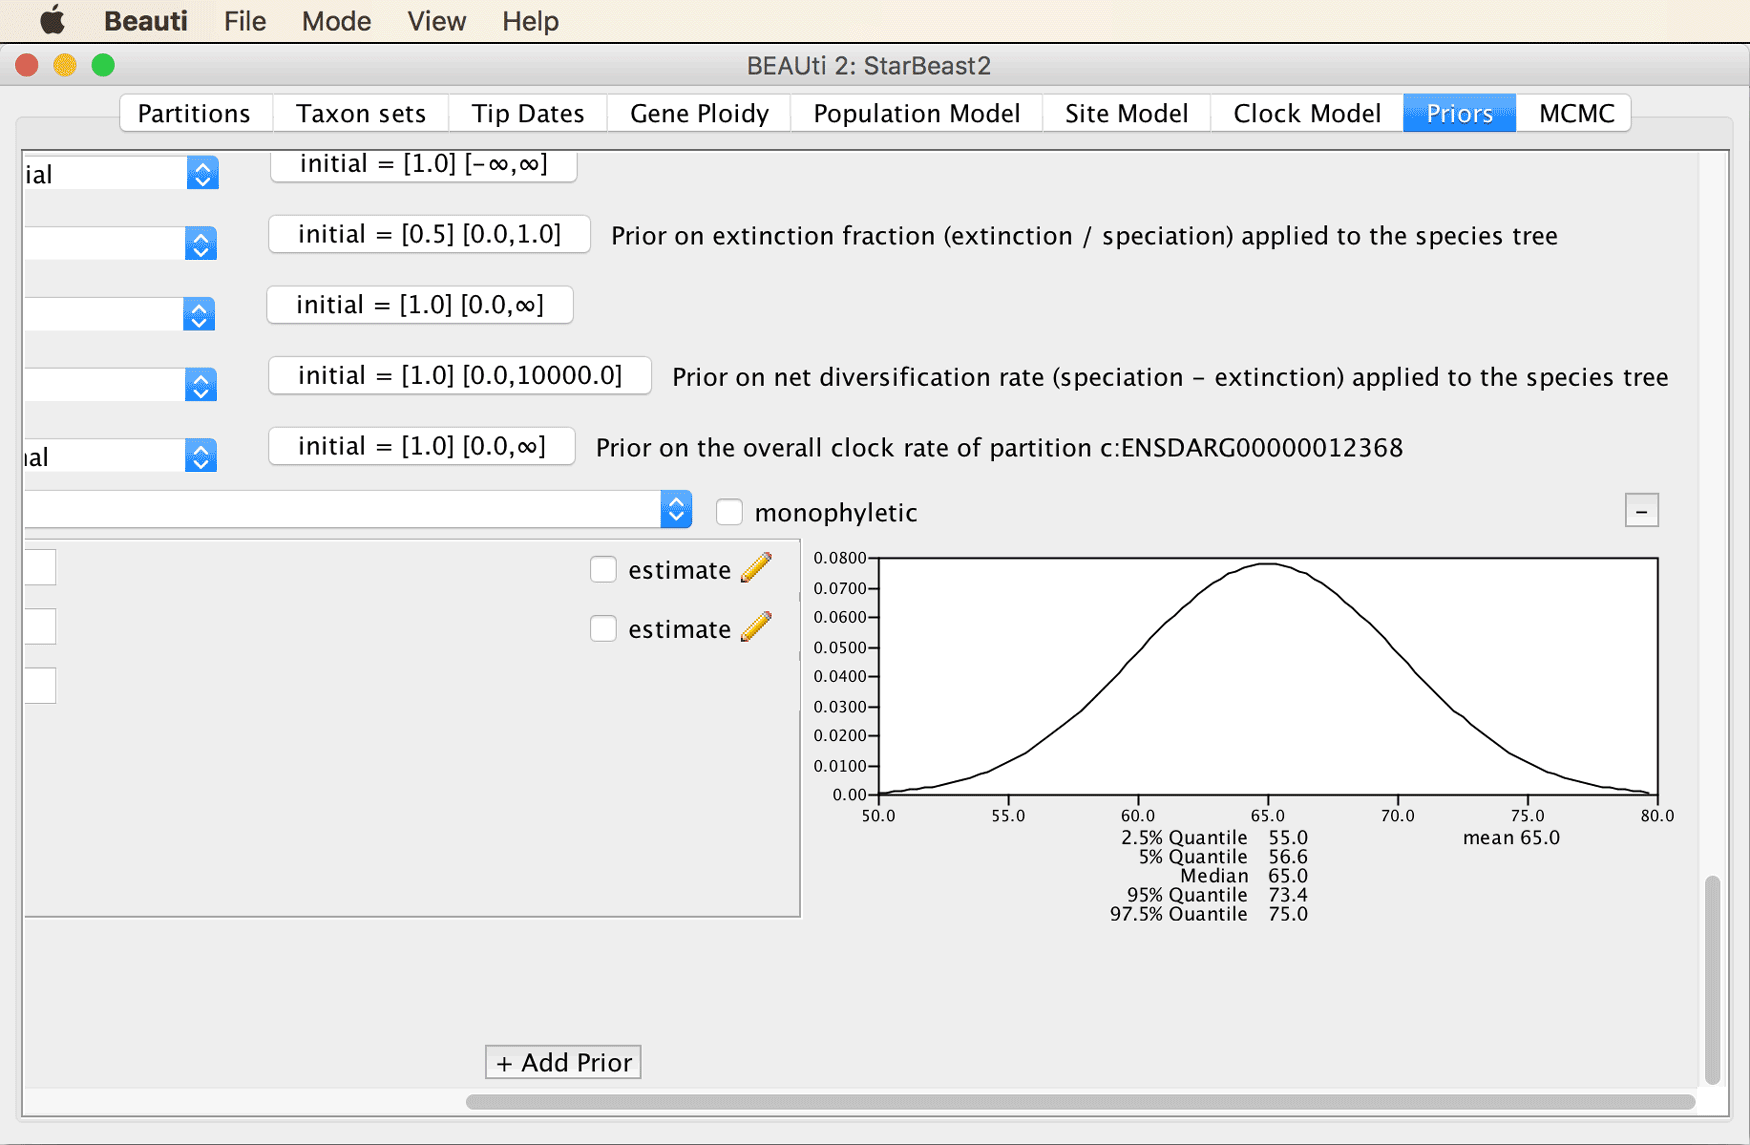 Beauti File Mode View Help
BEAUti 2: StarBeast2
Partitions Taxon sets Tip Dates Gene Ploidy Population Model Site Model Clock Model Priors MCMC
ial initial = [1.0] [-∞,∞]
initial = [0.5] [0.0,1.0] Prior on extinction fraction (extinction / speciation) applied to the species tree
initial = [1.0] [0.0,∞]
initial = [1.0] [0.0,10000.0] Prior on net diversification rate (speciation - extinction) applied to the species tree
nal initial = [1.0] [0.0,∞] Prior on the overall clock rate of partition c:ENSDARG00000012368
monophyletic -
estimate
estimate
0.0800
0.0700
0.0600
0.0500
0.0400
0.0300
0.0200
0.0100
0.00
50.0 55.0 60.0 65.0 70.0 75.0 80.0
2.5% Quantile 55.0 mean 65.0
5% Quantile 56.6
Median 65.0
95% Quantile 73.4
97.5% Quantile 75.0
+ Add Prior